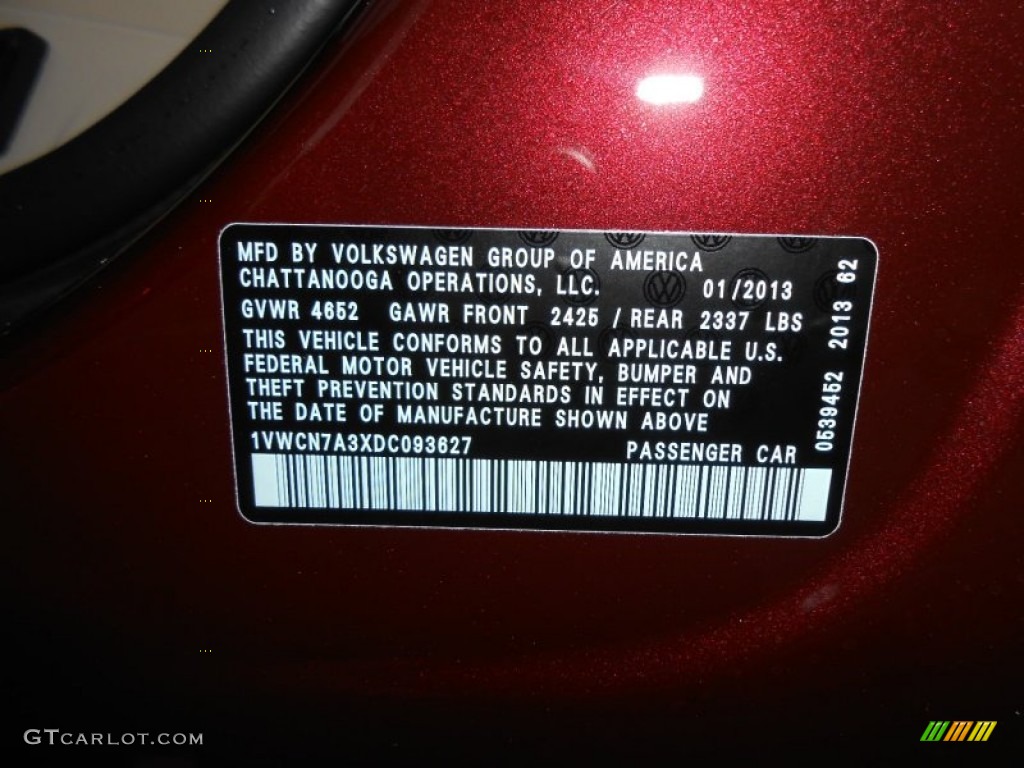 MFD BY VOLKSWAGEN GROUP OF AMERICA
CHATTANOOGA OPERATIONS, LLC. 01/2013
GVWR 4652 GAWR FRONT 2425 / REAR 2337 LBS
THIS VEHICLE CONFORMS TO ALL APPLICABLE U.S.
FEDERAL MOTOR VEHICLE SAFETY, BUMPER AND
THEFT PREVENTION STANDARDS IN EFFECT ON
THE DATE OF MANUFACTURE SHOWN ABOVE
1VWCN7A3XDC093627 PASSENGER CAR
0539452 2013 62
GTCARLOT.COM